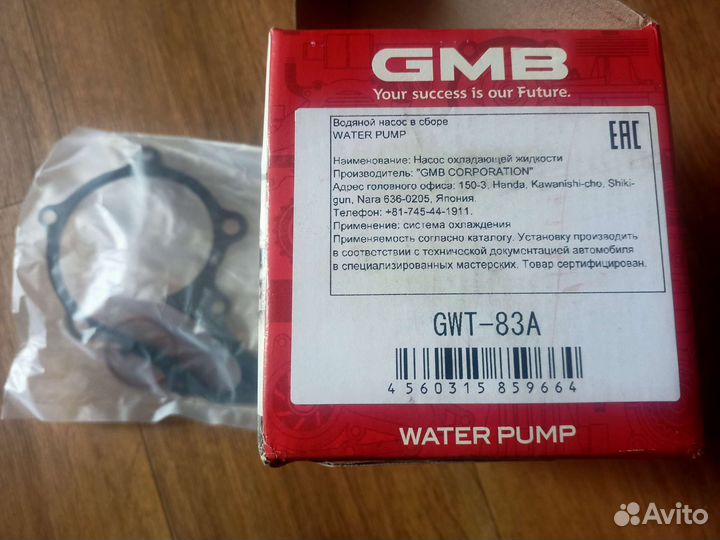 GMB
Your success is our Future.
Водяной насос в сборе
WATER PUMP
EAC
Наименование: Насос охладающей жидкости
Производитель: "GMB CORPORATION"
Адрес головного офиса: 150-3, Handa, Kawanishi-cho, Shiki-
gun, Nara 636-0205, Япония.
Телефон: +81-745-44-1911.
Применение: система охлаждения
Применяемость согласно каталогу. Установку производить
в соответствии с технической документацией автомобиля
в специализированных мастерских. Товар сертифицирован.
GWT-83A
4560315859664
WATER PUMP
Avito